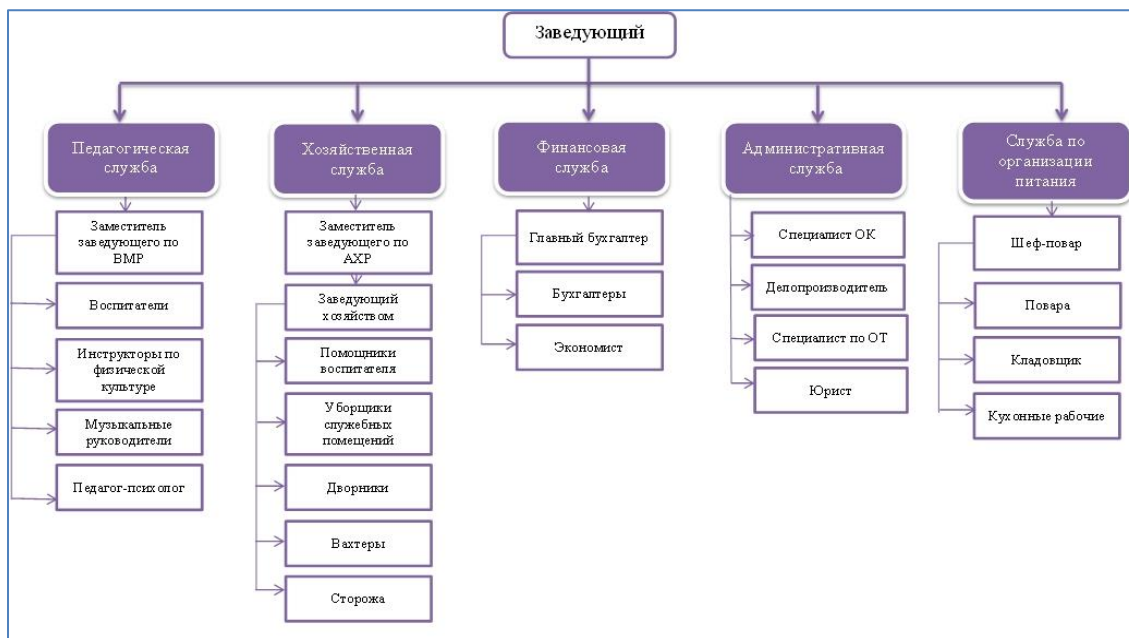 Заведующий
Педагогическая
служба
Хозяйственная
служба
Финансовая
служба
Административная
служба
Служба по
организации
питания
Заместитель
заведующего по
ВМР
Воспитатели
Инструкторы по
физической
культуре
Музыкальные
руководители
Педагог-психолог
Заместитель
заведующего по
АХР
Заведующий
хозяйством
Помощники
воспитателя
Уборщики
служебных
помещений
Дворники
Вахтеры
Сторожа
Главный бухгалтер
Бухгалтеры
Экономист
Специалист ОК
Делопроизводитель
Специалист по ОТ
Юрист
Шеф-повар
Повара
Кладовщик
Кухонные рабочие